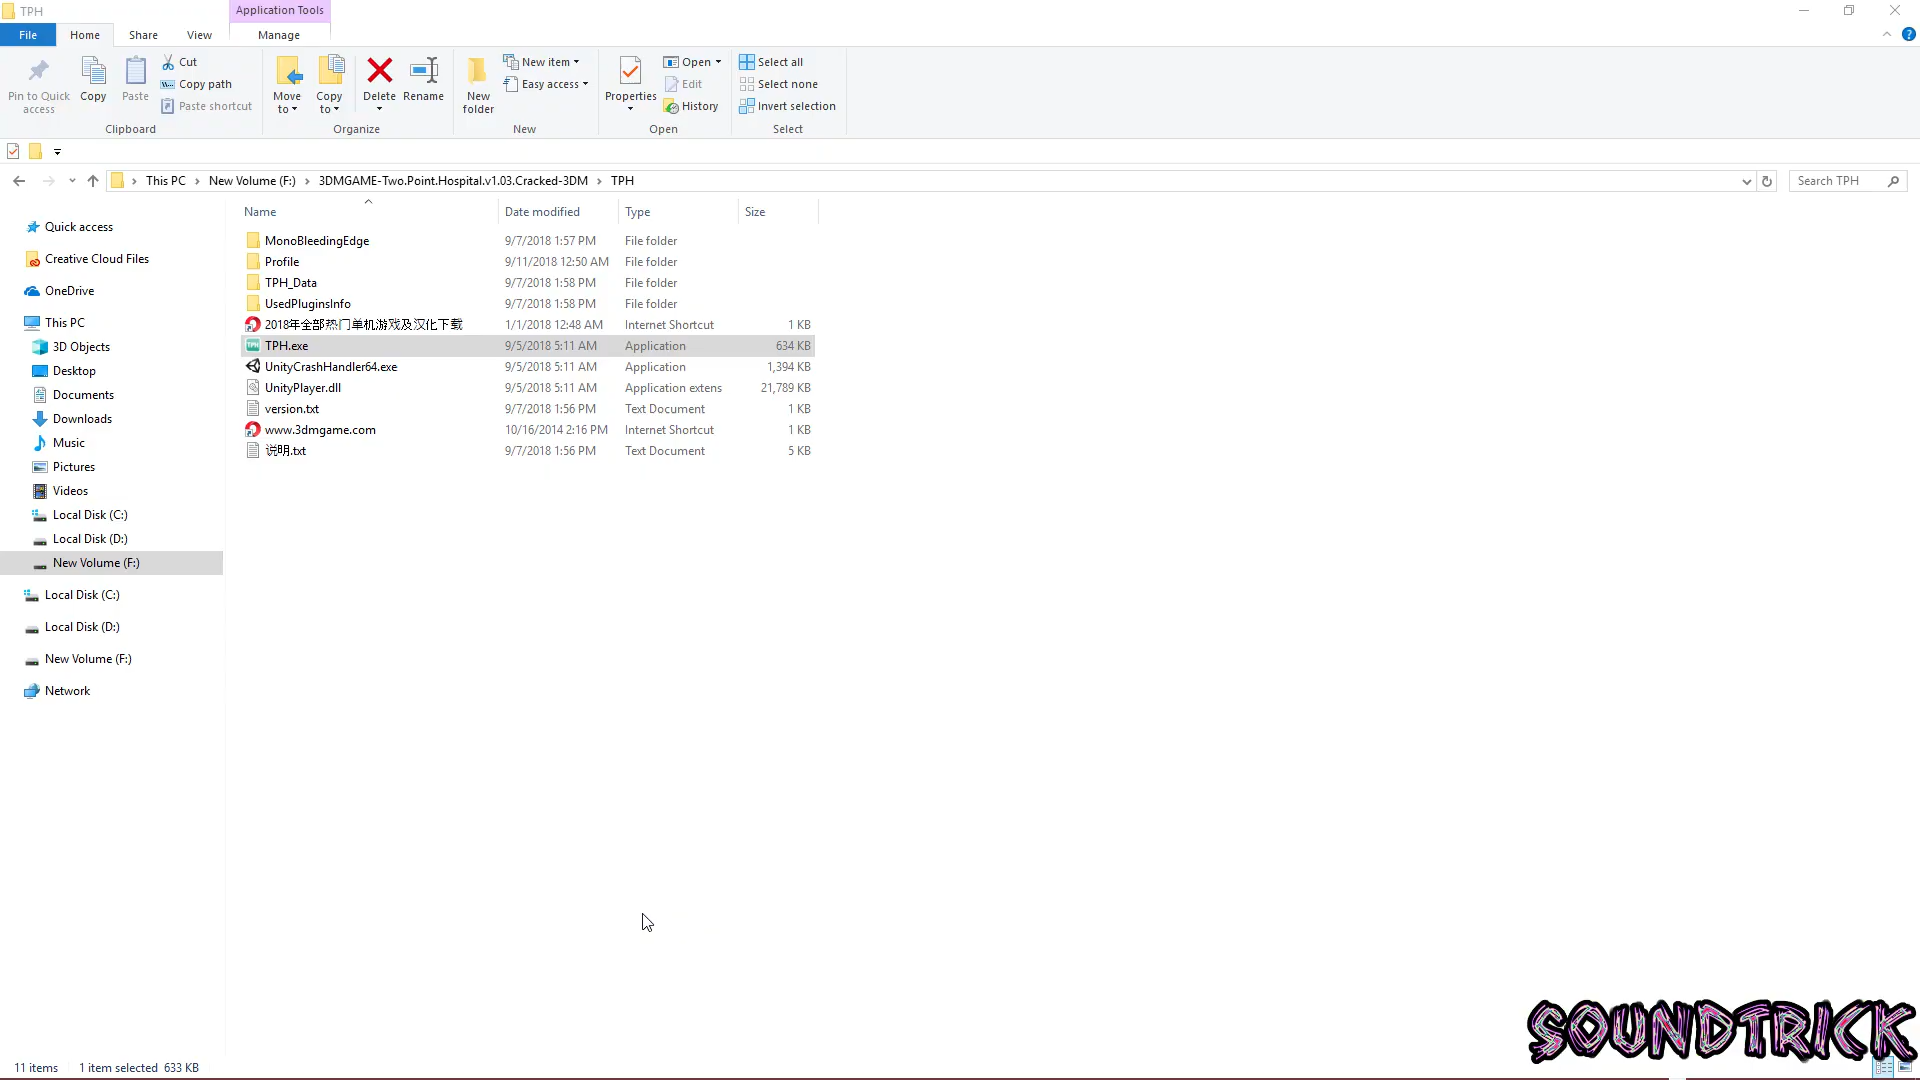 TPH
Application Tools
File Home Share View Manage
Pin to Quick access
Copy
Paste
Cut
Copy path
Paste shortcut
Clipboard
Move to
Copy to
Delete
Rename
Organize
New folder
New item
Easy access
New
Properties
Open
Edit
History
Open
Select all
Select none
Invert selection
Select
This PC > New Volume (F:) > 3DMGAME-Two.Point.Hospital.v1.03.Cracked-3DM > TPH
Search TPH
Quick access
Creative Cloud Files
OneDrive
This PC
3D Objects
Desktop
Documents
Downloads
Music
Pictures
Videos
Local Disk (C:)
Local Disk (D:)
New Volume (F:)
Local Disk (C:)
Local Disk (D:)
New Volume (F:)
Network
Name Date modified Type Size
MonoBleedingEdge 9/7/2018 1:57 PM File folder
Profile 9/11/2018 12:50 AM File folder
TPH_Data 9/7/2018 1:58 PM File folder
UsedPluginsInfo 9/7/2018 1:58 PM File folder
2018年全部热门单机游戏及汉化下载 1/1/2018 12:48 AM Internet Shortcut 1 KB
TPH.exe 9/5/2018 5:11 AM Application 634 KB
UnityCrashHandler64.exe 9/5/2018 5:11 AM Application 1,394 KB
UnityPlayer.dll 9/5/2018 5:11 AM Application extens 21,789 KB
version.txt 9/7/2018 1:56 PM Text Document 1 KB
www.3dmgame.com 10/16/2014 2:16 PM Internet Shortcut 1 KB
说明.txt 9/7/2018 1:56 PM Text Document 5 KB
SOUNDTRICK
11 items 1 item selected 633 KB